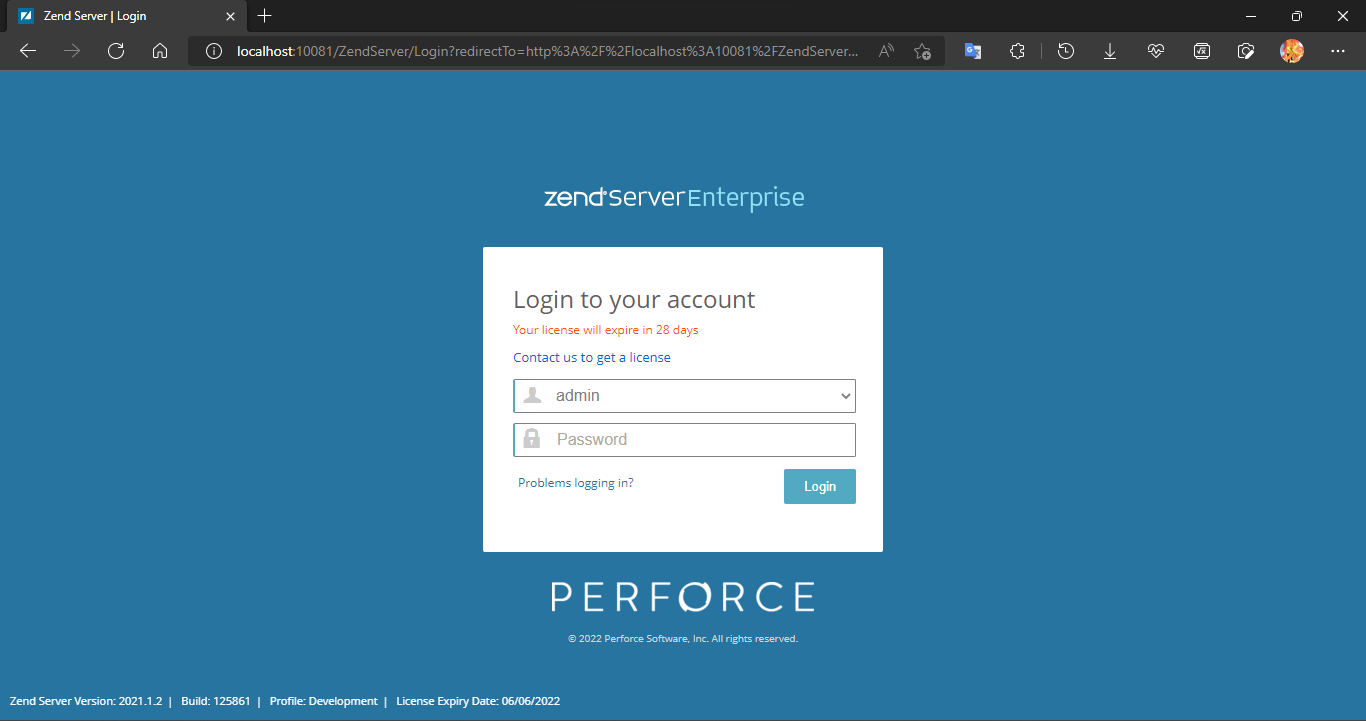 Zend Server | Login
localhost:10081/ZendServer/Login?redirectTo=http%3A%2F%2Flocalhost%3A10081%2FZendServer...
zend Server Enterprise
Login to your account
Your license will expire in 28 days
Contact us to get a license
admin
Password
Problems logging in?
Login
PERFORCE
© 2022 Perforce Software, Inc. All rights reserved.
Zend Server Version: 2021.1.2 | Build: 125861 | Profile: Development | License Expiry Date: 06/06/2022